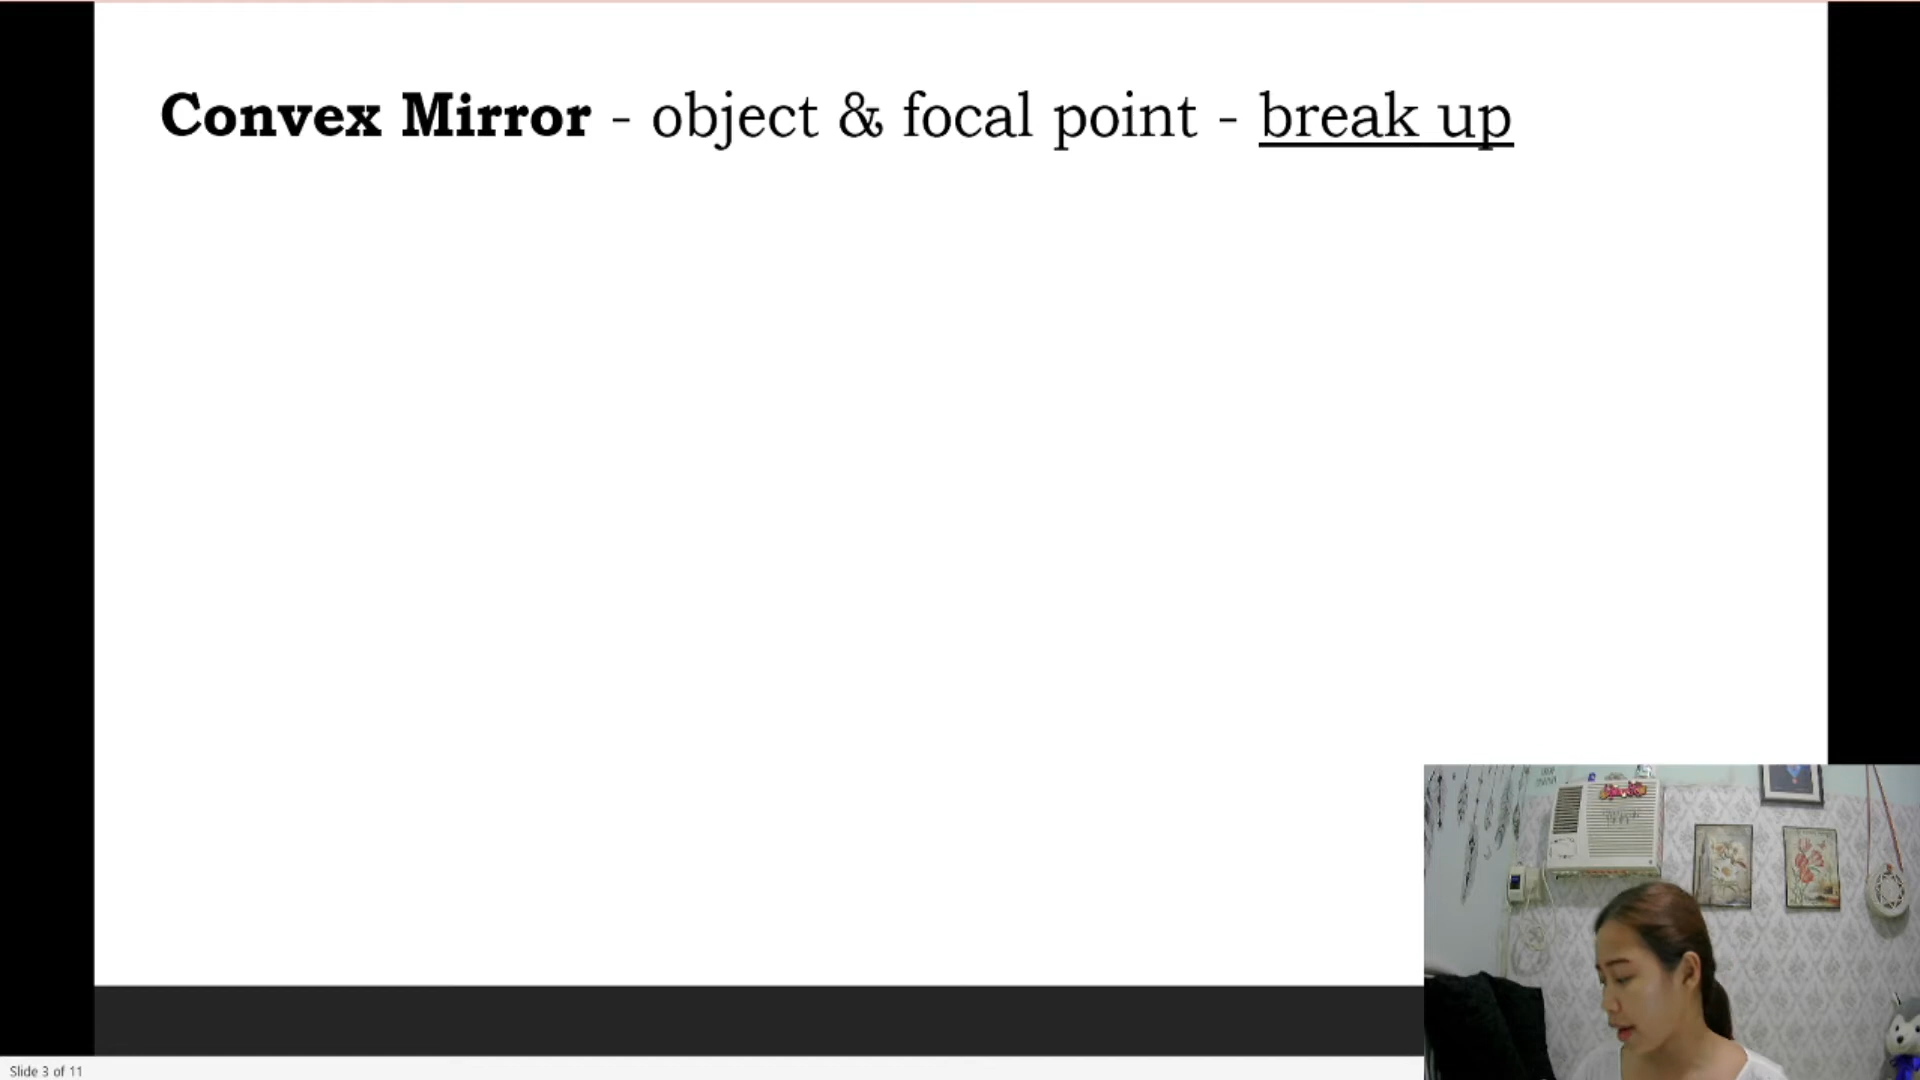 Convex Mirror - object & focal point - break up
Slide 3 of 11